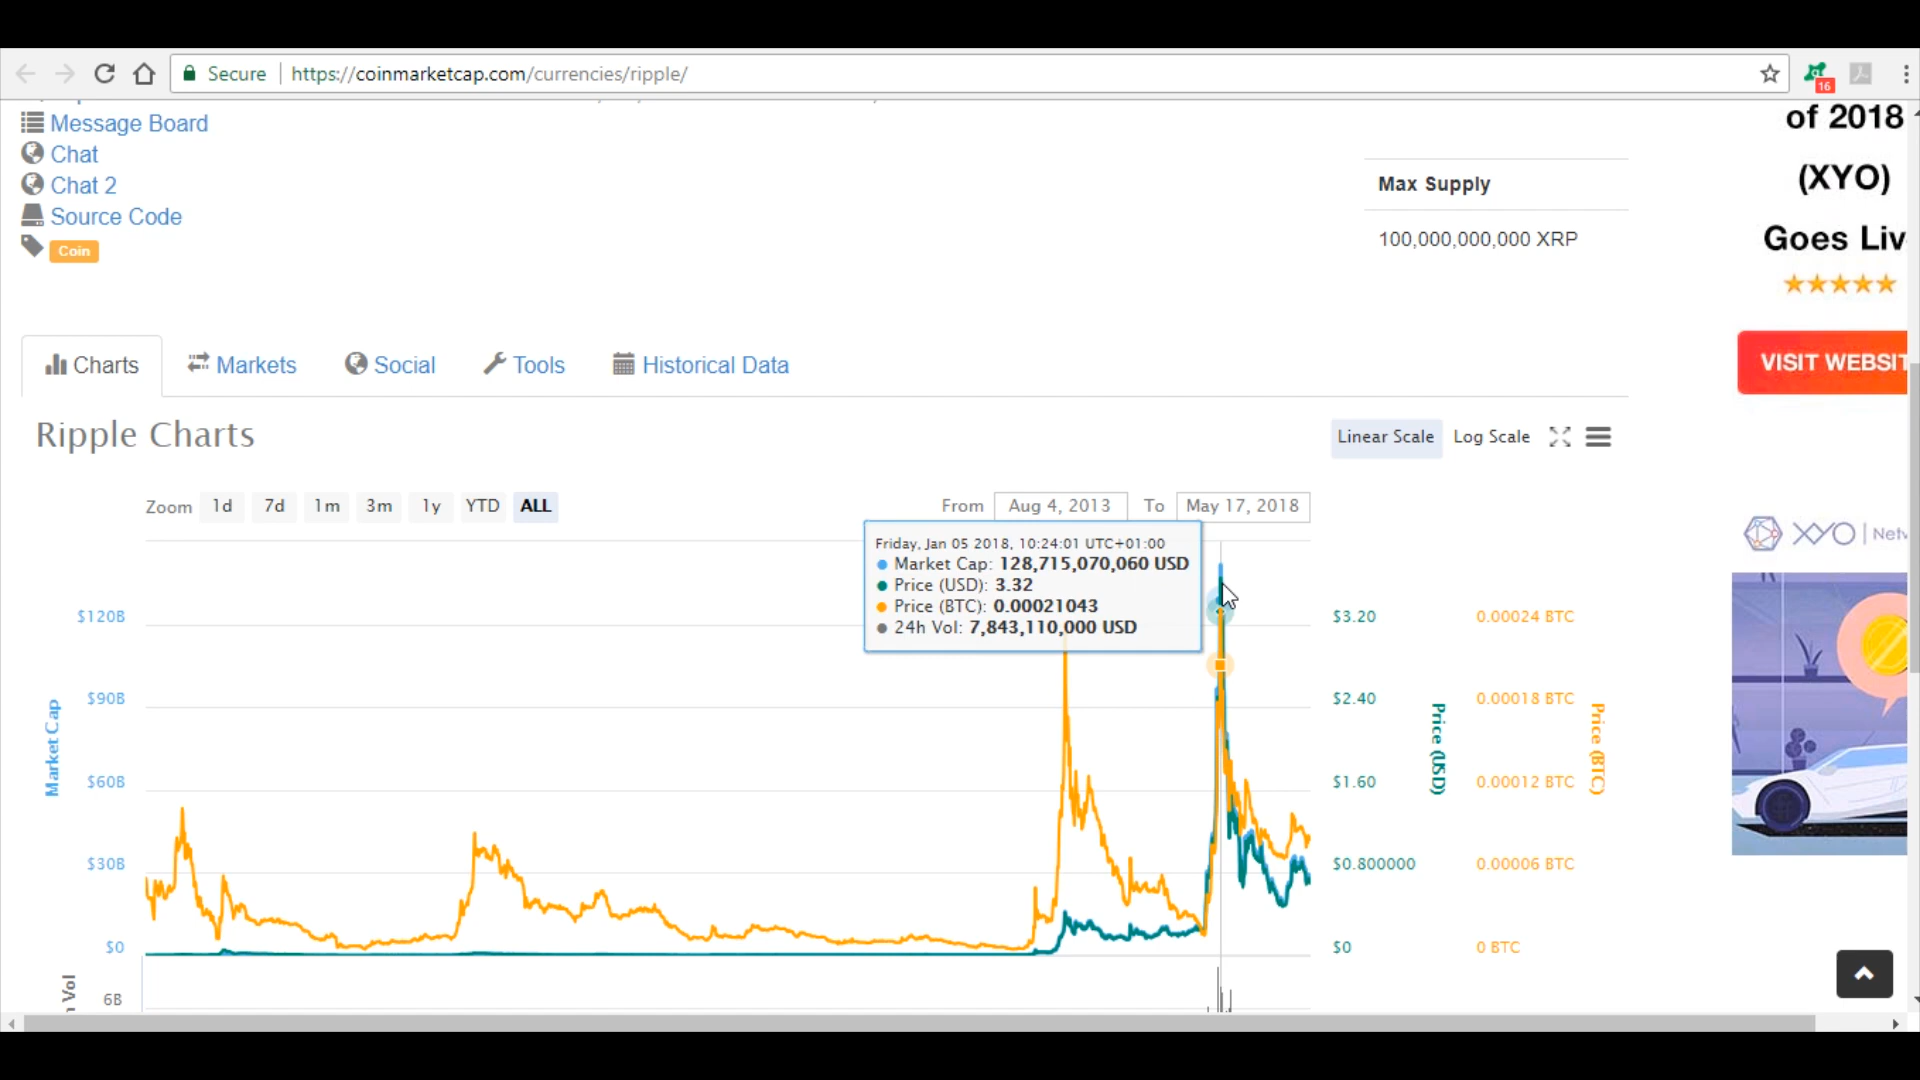 Secure
https://coinmarketcap.com/currencies/ripple/
16
Message Board
Chat
Chat 2
Source Code
Coin
Max Supply
100,000,000,000 XRP
of 2018
(XYO)
Goes Liv
VISIT WEBSIT
Charts
Markets
Social
Tools
Historical Data
Ripple Charts
Linear Scale
Log Scale
Zoom 1d 7d 1m 3m 1y YTD ALL
From Aug 4, 2013 To May 17, 2018
Friday, Jan 05 2018, 10:24:01 UTC+01:00
Market Cap: 128,715,070,060 USD
Price (USD): 3.32
Price (BTC): 0.00021043
24h Vol: 7,843,110,000 USD
XYO | Netw
$120B $3.20 0.00024 BTC
$90B $2.40 0.00018 BTC
$60B $1.60 0.00012 BTC
$30B $0.800000 0.00006 BTC
$0 $0 0 BTC
Market Cap
Price (USD)
Price (BTC)
Vol
6B